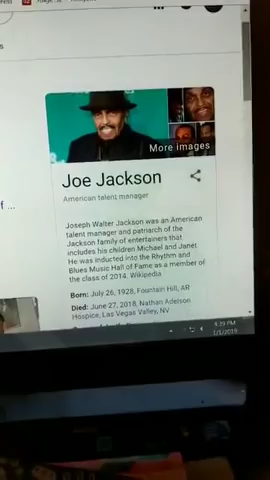 More images
Joe Jackson
American talent manager
Joseph Walter Jackson was an American
talent manager and patriarch of the
Jackson family of entertainers that
includes his children Michael and Janet
He was inducted into the Rhythm and
Blues Music Hall of Fame as a member of
the class of 2014. Wikipedia
Born: July 26, 1928, Fountain Hill, AR
Died: June 27, 2018, Nathan Adelson
Hospice, Las Vegas Valley, NV
9:39 PM